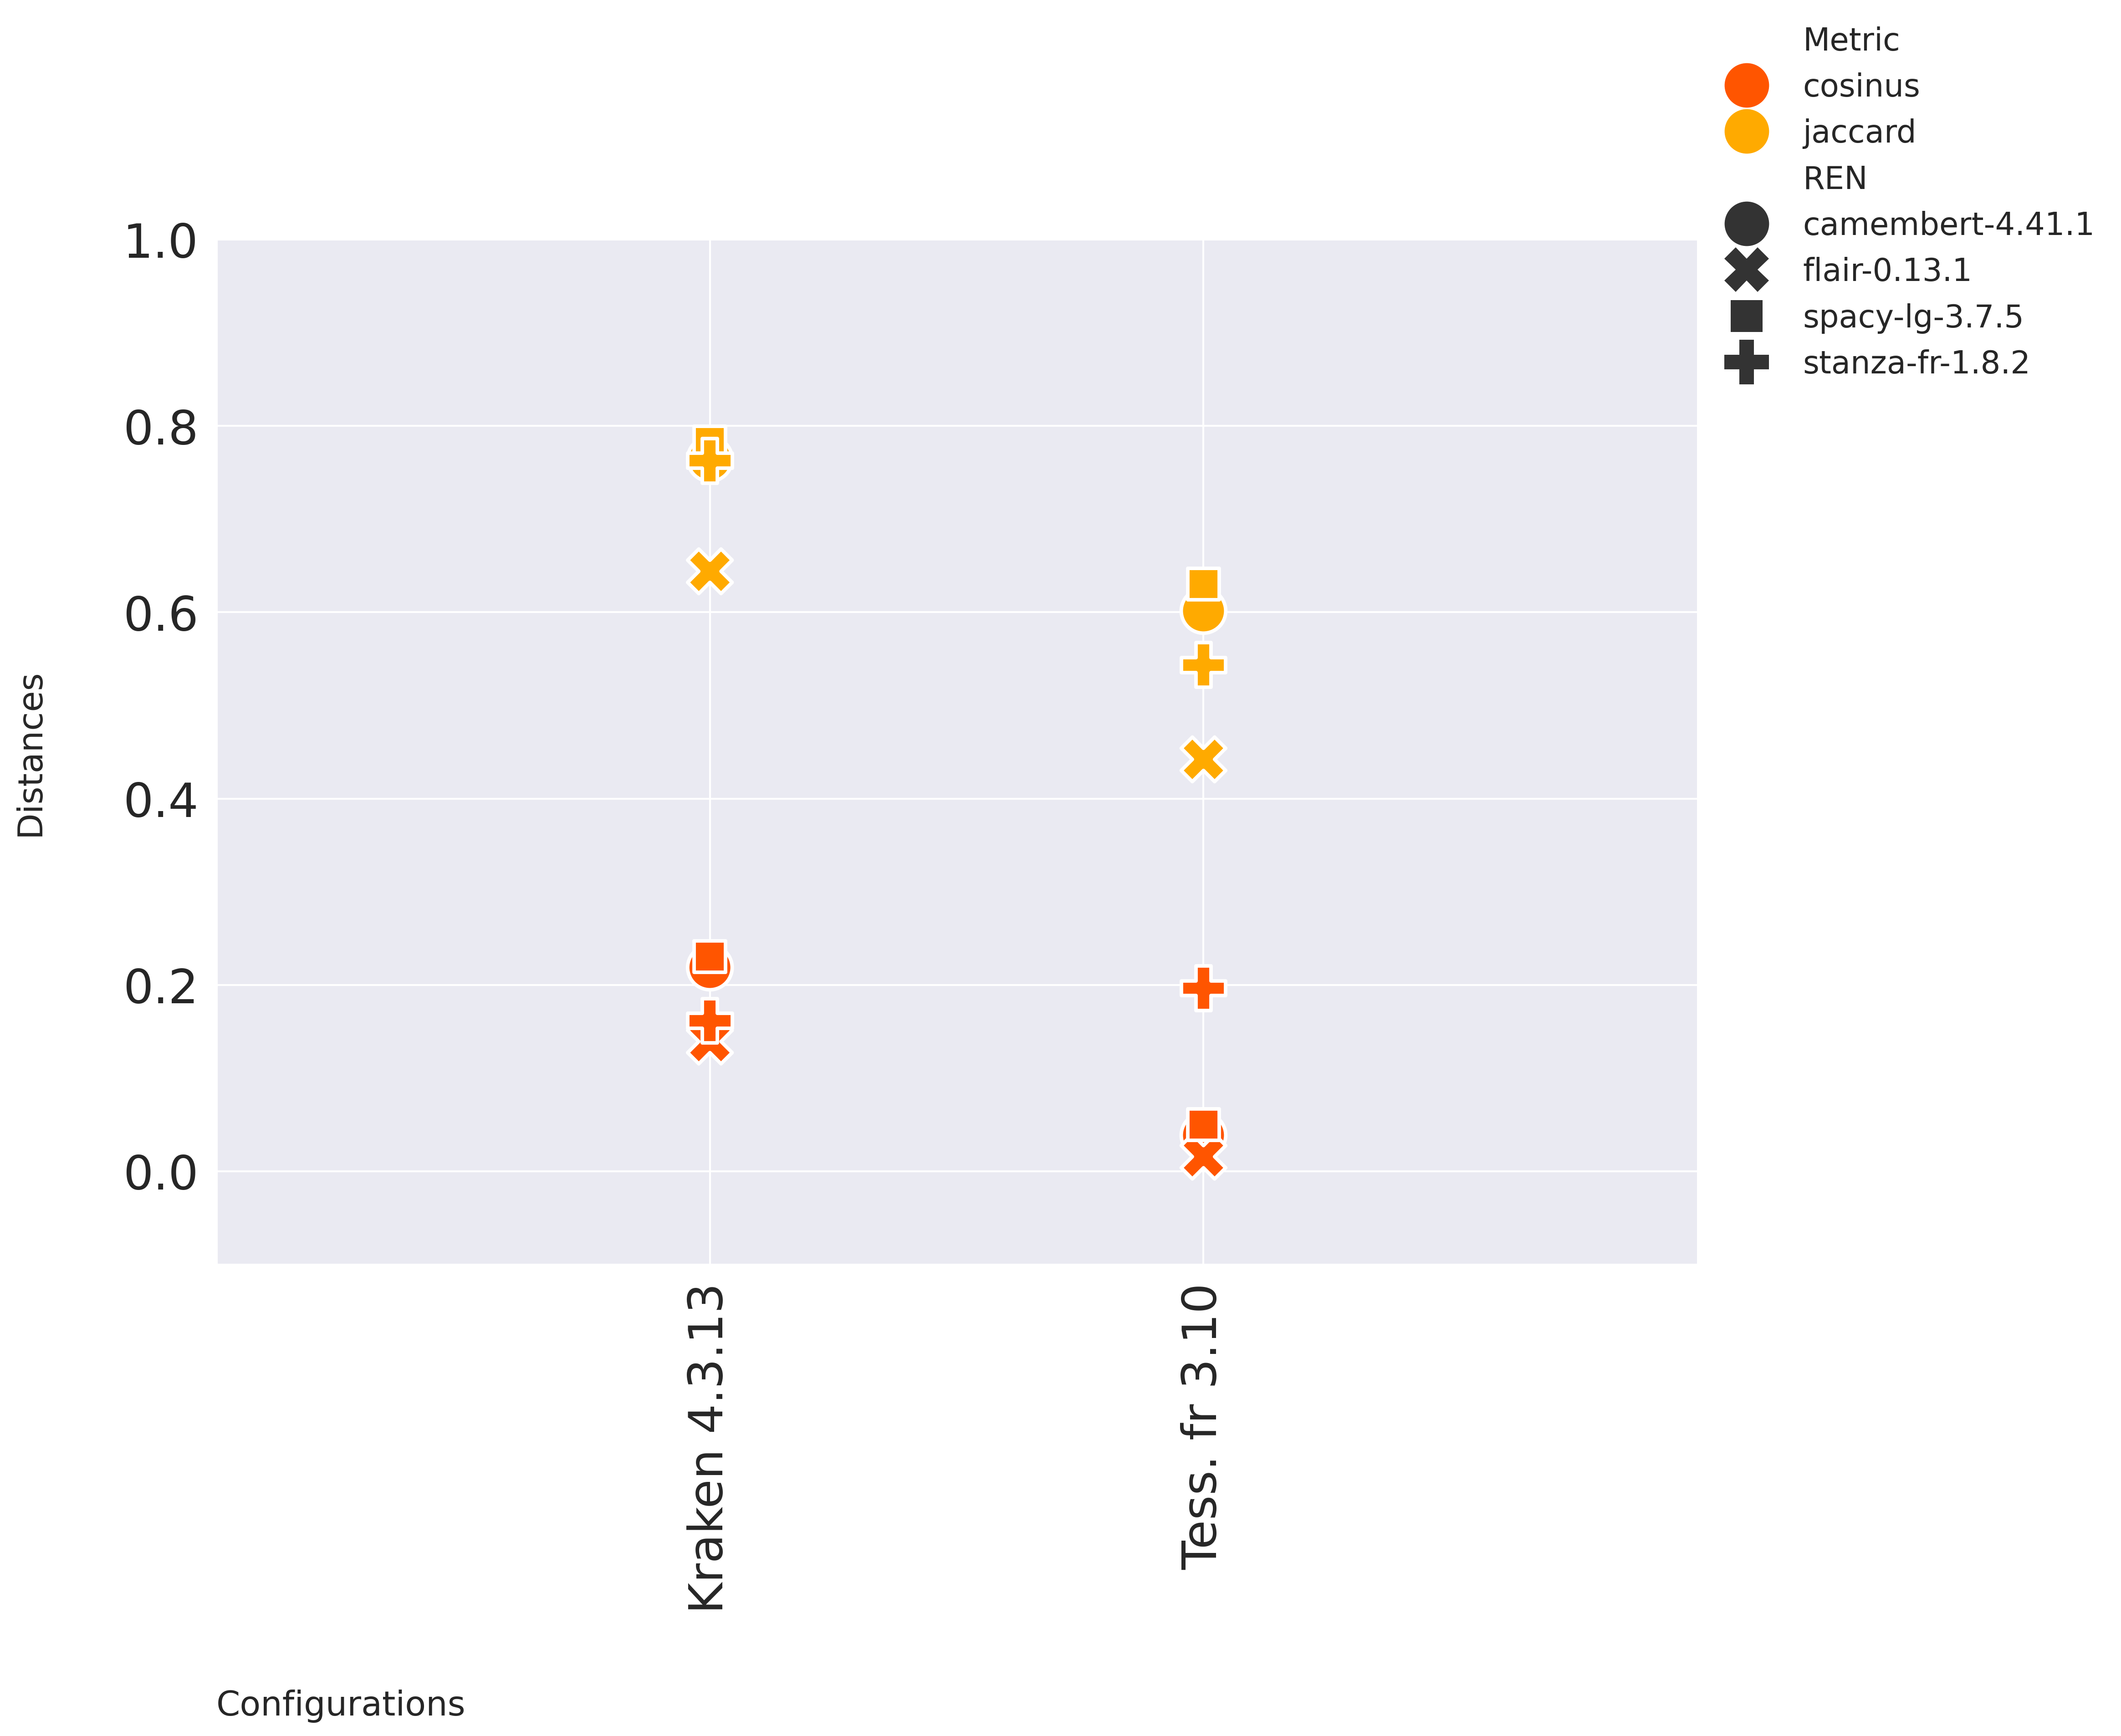 Metric
cosinus
jaccard
REN
camembert-4.41.1
flair-0.13.1
spacy-lg-3.7.5
stanza-fr-1.8.2
1.0
0.8
0.6
0.4
0.2
0.0
Distances
Kraken 4.3.13
Tess. fr 3.10
Configurations